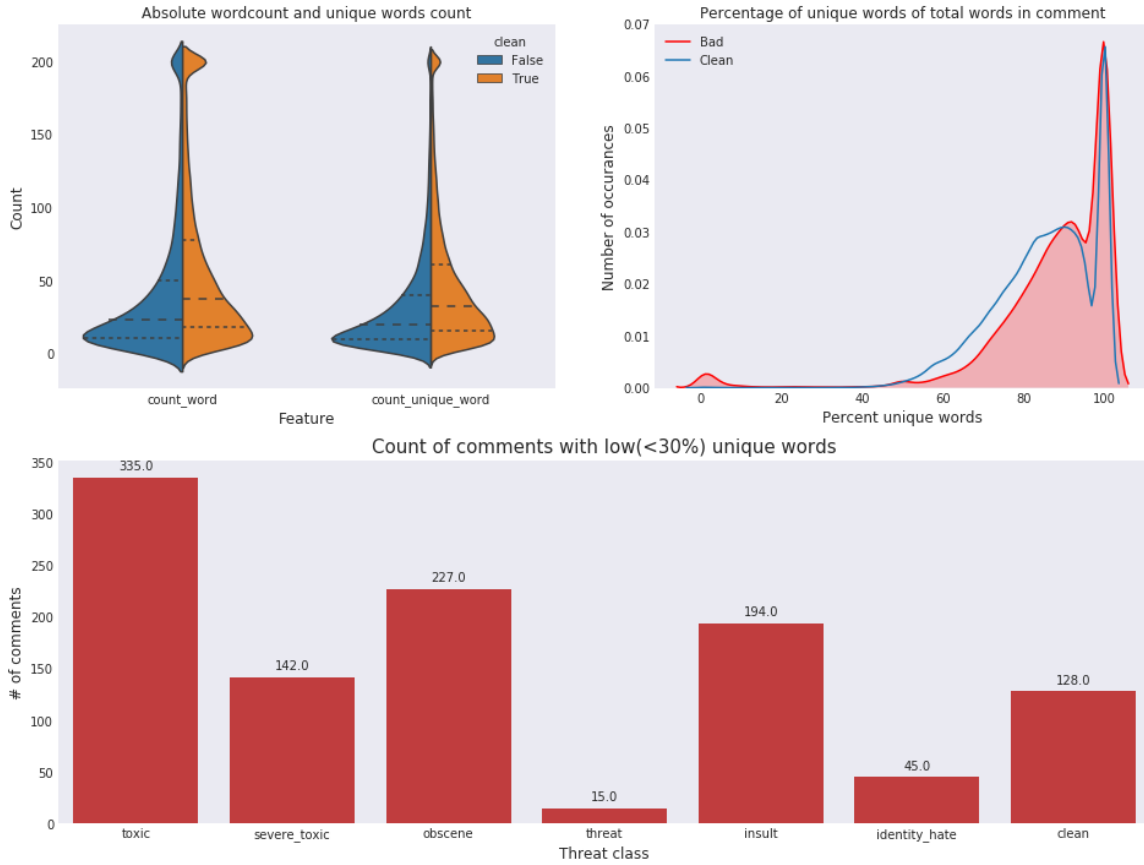 Absolute wordcount and unique words count
Count
200
150
100
50
0
clean
False
True
count_word
count_unique_word
Feature
Percentage of unique words of total words in comment
Number of occurances
0.07
0.06
0.05
0.04
0.03
0.02
0.01
0.00
Bad
Clean
0
20
40
60
80
100
Percent unique words
Count of comments with low(<30%) unique words
# of comments
350
300
250
200
150
100
50
0
335.0
142.0
227.0
15.0
194.0
45.0
128.0
toxic
severe_toxic
obscene
threat
insult
identity_hate
clean
Threat class